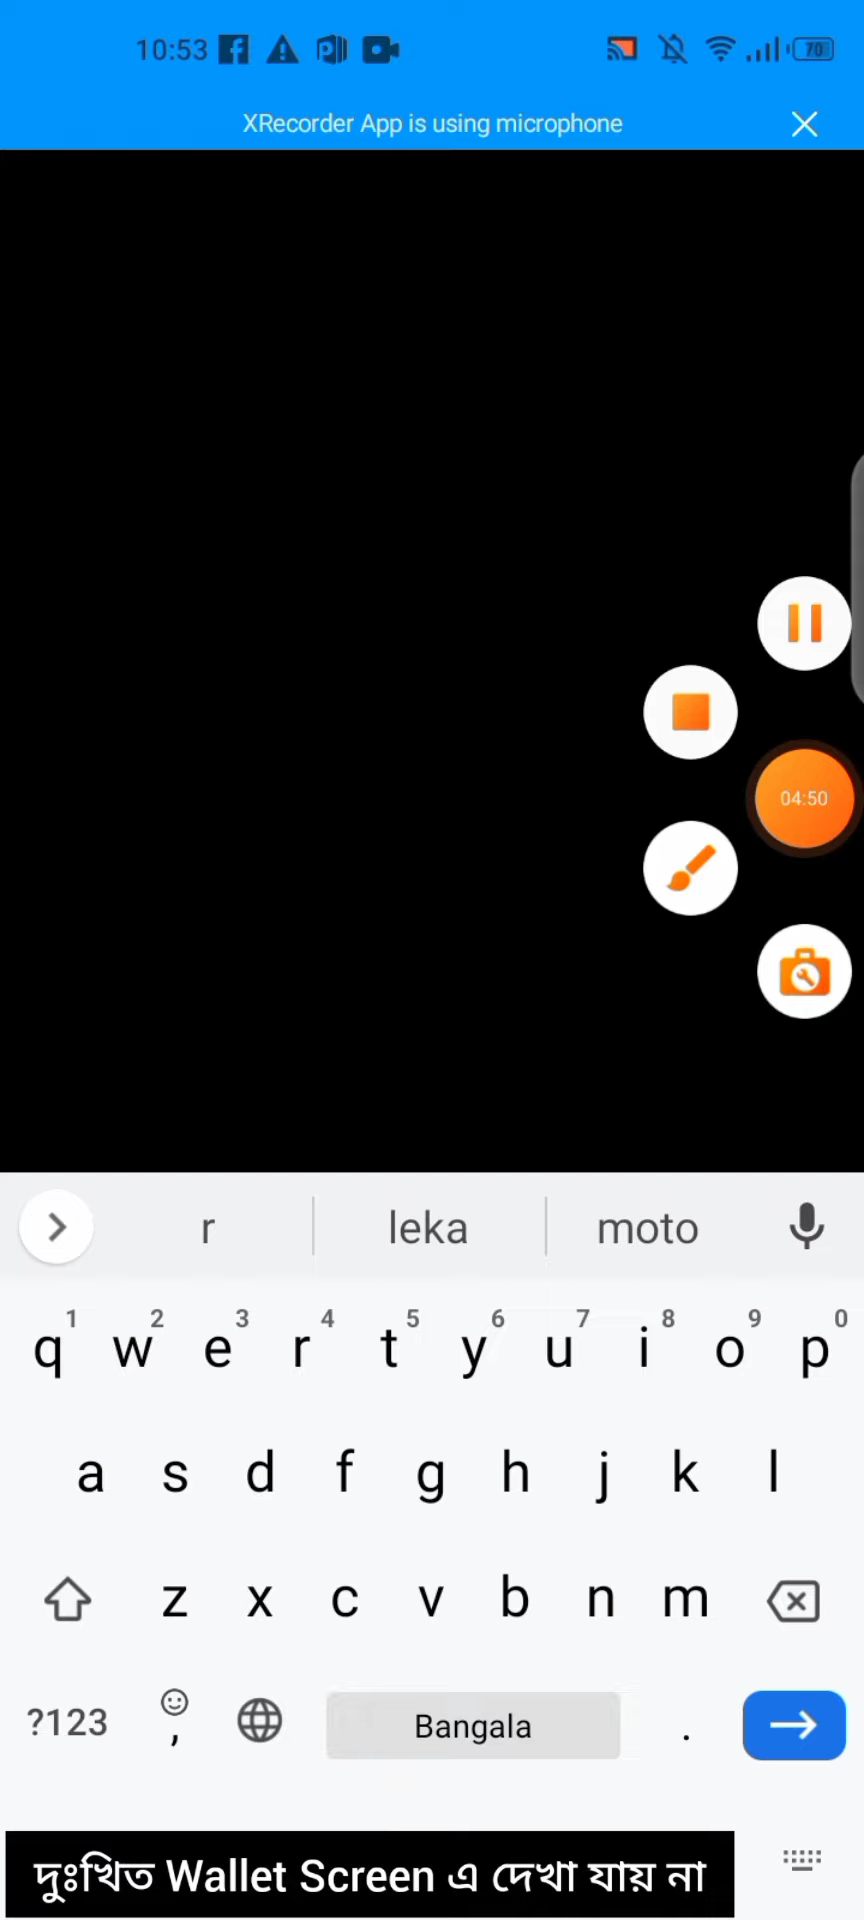 10:53 70
XRecorder App is using microphone
04:50
r leka moto
1 2 3 4 5 6 7 8 9 0
q w e r t y u i o p
a s d f g h j k l
z x c v b n m
?123 , Bangala .
দুঃখিত Wallet Screen এ দেখা যায় না